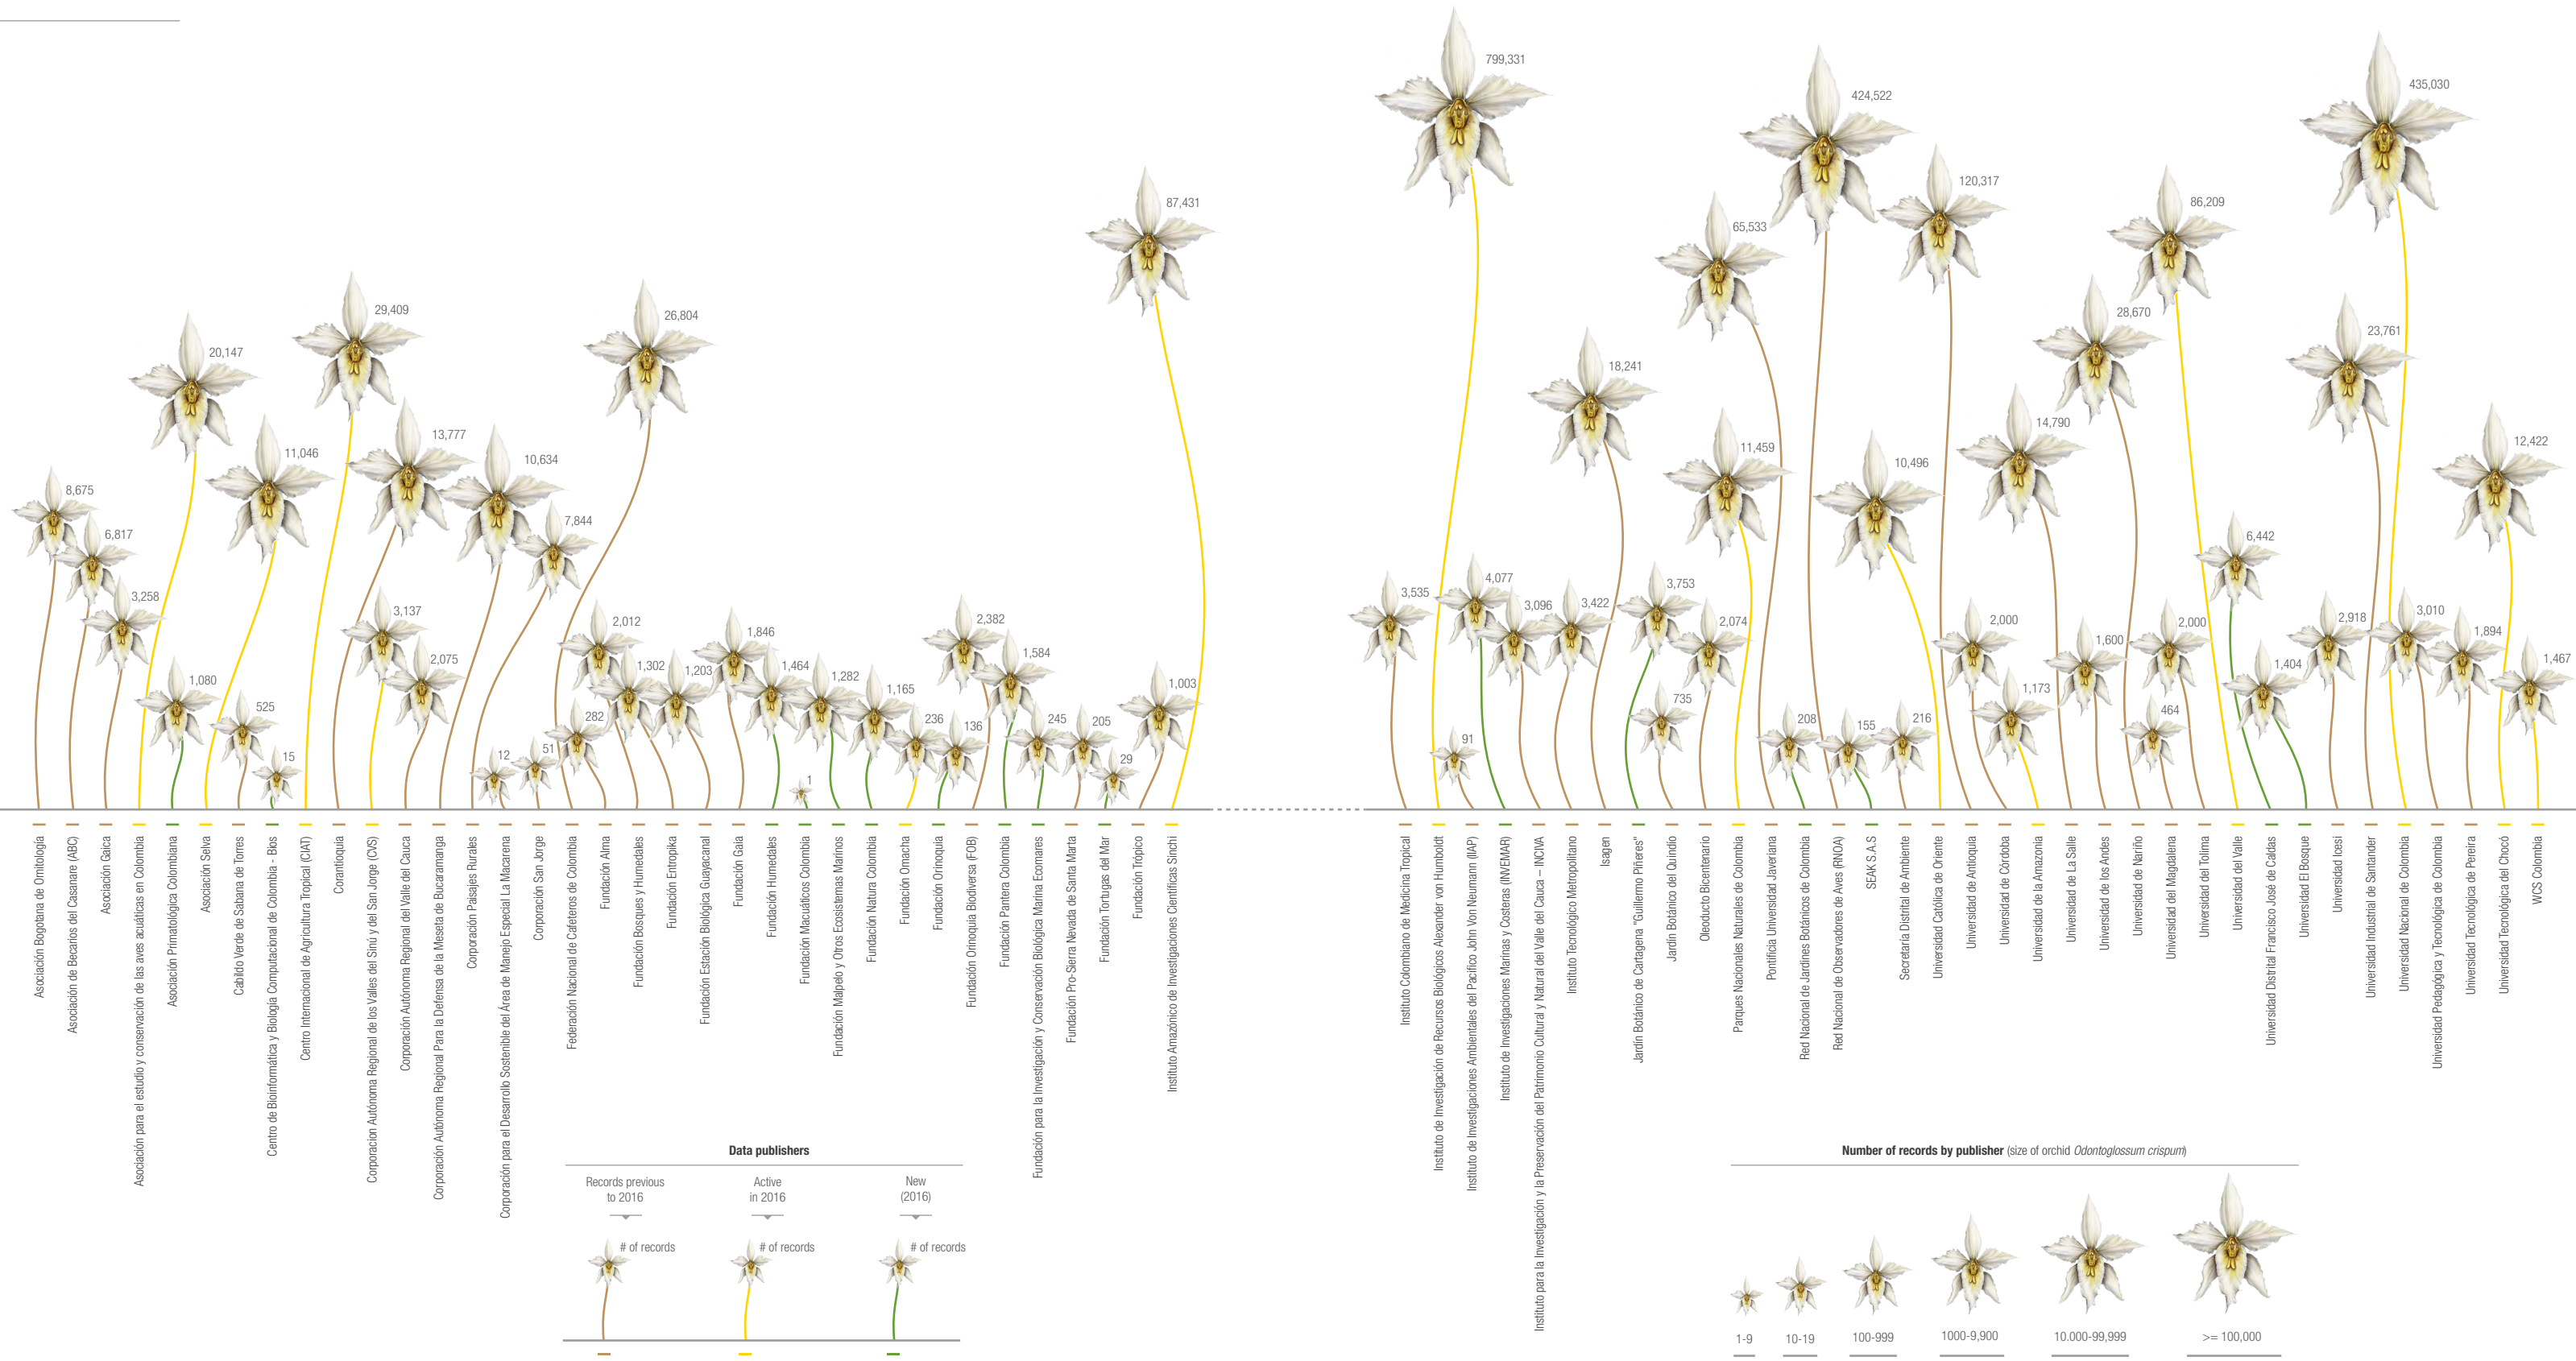 799,331
435,030
424,522
120,317
87,431
86,209
65,533
29,409
26,804
28,670
23,761
20,147
18,241
14,790
13,777
12,422
11,459
11,046
10,634
10,496
8,675
7,844
6,817
6,442
4,077
3,753
3,258
3,137
3,535
3,096
3,422
2,012
2,382
2,074
2,000
2,000
2,918
3,010
1,894
1,846
1,600
2,075
1,302
1,203
1,464
1,584
1,404
1,467
1,080
1,282
1,165
1,003
1,173
525
282
236
136
245
205
735
208
155
216
464
91
15
12
51
1
29
Asociación Bogotana de Ornitología
Asociación de Becarios del Casanare (ABC)
Asociación Gaica
Asociación para el estudio y conservación de las aves acuáticas en Colombia
Asociación Primatológica Colombiana
Asociación Selva
Cabildo Verde de Sabana de Torres
Centro de Bioinformática y Biología Computacional de Colombia - Bios
Centro Internacional de Agricultura Tropical (CIAT)
Corantioquia
Corporacion Autónoma Regional de los Valles del Sinú y del San Jorge (CVS)
Corporación Autónoma Regional del Valle del Cauca
Corporación Autónoma Regional Para la Defensa de la Meseta de Bucaramanga
Corporación Paisajes Rurales
Corporación para el Desarrollo Sostenible del Área de Manejo Especial La Macarena
Corporación San Jorge
Federación Nacional de Cafeteros de Colombia
Fundación Alma
Fundación Bosques y Humedales
Fundación Entropika
Fundación Estación Biológica Guayacanal
Fundación Gaia
Fundación Humedales
Fundación Macuáticos Colombia
Fundación Malpelo y Otros Ecosistemas Marinos
Fundación Natura Colombia
Fundación Omacha
Fundación Orinoquia
Fundación Orinoquia Biodiversa (FOB)
Fundación Pantera Colombia
Fundación para la Investigación y Conservación Biológica Marina Ecomares
Fundación Pro-Sierra Nevada de Santa Marta
Fundación Tortugas del Mar
Fundación Trópico
Instituto Amazónico de Investigaciones Científicas Sinchi
Instituto Colombiano de Medicina Tropical
Instituto de Investigación de Recursos Biológicos Alexander von Humboldt
Instituto de Investigaciones Ambientales del Pacifico John Von Neumann (IIAP)
Instituto de Investigaciones Marinas y Costeras (INVEMAR)
Instituto para la Investigación y la Preservación del Patrimonio Cultural y Natural del Valle del Cauca – INCIVA
Instituto Tecnológico Metropolitano
Isagen
Jardín Botánico de Cartagena "Guillermo Piñeres"
Jardín Botánico del Quindío
Oleoducto Bicentenario
Parques Nacionales Naturales de Colombia
Pontificia Universidad Javeriana
Red Nacional de Jardines Botánicos de Colombia
Red Nacional de Observadores de Aves (RNOA)
SEAK S.A.S
Secretaría Distrital de Ambiente
Universidad Católica de Oriente
Universidad de Antioquia
Universidad de Córdoba
Universidad de la Amazonia
Universidad de La Salle
Universidad de los Andes
Universidad de Nariño
Universidad del Magdalena
Universidad del Tolima
Universidad del Valle
Universidad Distrital Francisco José de Caldas
Universidad El Bosque
Universidad Icesi
Universidad Industrial de Santander
Universidad Nacional de Colombia
Universidad Pedagógica y Tecnológica de Colombia
Universidad Tecnológica de Pereira
Universidad Tecnológica del Chocó
WCS Colombia
Data publishers
Records previous
to 2016
Active
in 2016
New
(2016)
# of records
# of records
# of records
Number of records by publisher (size of orchid Odontoglossum crispum)
1-9
10-19
100-999
1000-9,900
10.000-99,999
>= 100,000